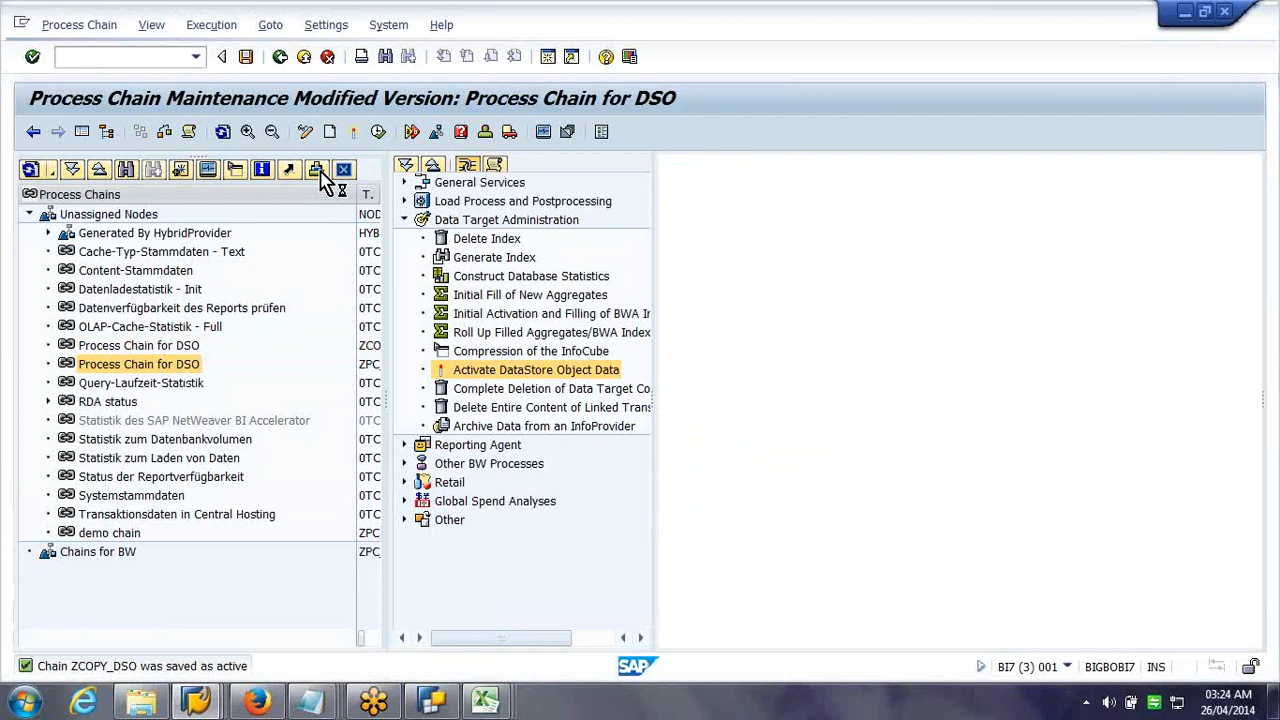 Process Chain View Execution Goto Settings System Help
Process Chain Maintenance Modified Version: Process Chain for DSO
Process Chains T.
Unassigned Nodes NOD
Generated By HybridProvider HYB
Cache-Typ-Stammdaten - Text 0TC
Content-Stammdaten 0TC
Datenladestatistik - Init 0TC
Datenverfügbarkeit des Reports prüfen 0TC
OLAP-Cache-Statistik - Full 0TC
Process Chain for DSO ZCO
Process Chain for DSO ZPC_
Query-Laufzeit-Statistik 0TC
RDA status 0TC
Statistik des SAP NetWeaver BI Accelerator 0TC
Statistik zum Datenbankvolumen 0TC
Statistik zum Laden von Daten 0TC
Status der Reportverfügbarkeit 0TC
Systemstammdaten 0TC
Transaktionsdaten in Central Hosting 0TC
demo chain ZPC_
Chains for BW ZPC_
General Services
Load Process and Postprocessing
Data Target Administration
Delete Index
Generate Index
Construct Database Statistics
Initial Fill of New Aggregates
Initial Activation and Filling of BWA Ir
Roll Up Filled Aggregates/BWA Index
Compression of the InfoCube
Activate DataStore Object Data
Complete Deletion of Data Target Co
Delete Entire Content of Linked Trans
Archive Data from an InfoProvider
Reporting Agent
Other BW Processes
Retail
Global Spend Analyses
Other
Chain ZCOPY_DSO was saved as active
SAP
BI7 (3) 001 BIGBOBI7 INS
03:24 AM
26/04/2014